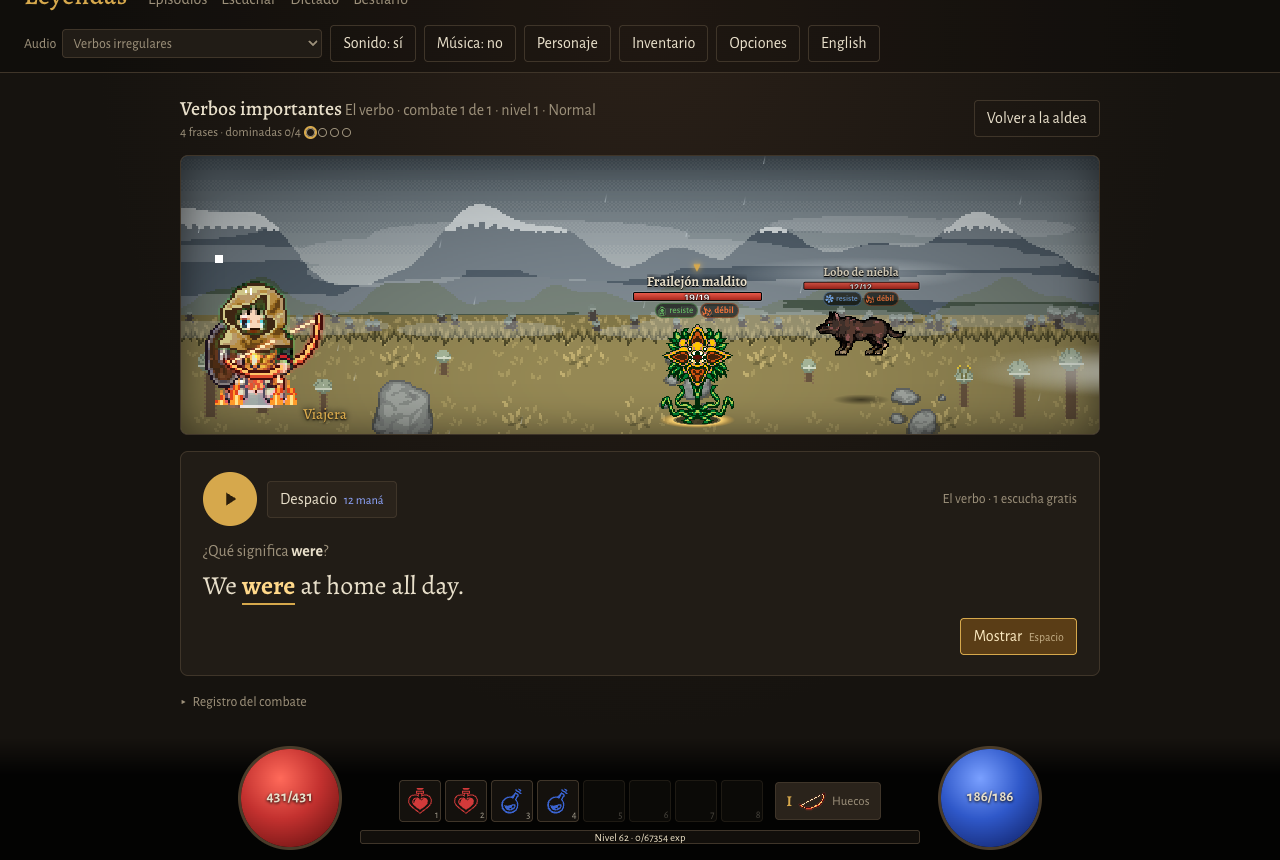 Leyendas Episodios Escuchar Dictado Bestiario
Audio Verbos irregulares Sonido: sí Música: no Personaje Inventario Opciones English
Verbos importantes El verbo · combate 1 de 1 · nivel 1 · Normal
4 frases · dominadas 0/4
Volver a la aldea
Lobo de niebla
12/12
resiste débil
Frailejón maldito
19/19
resiste débil
Viajera
Despacio 12 maná
El verbo · 1 escucha gratis
¿Qué significa were?
We were at home all day.
Mostrar Espacio
Registro del combate
431/431
1 2 3 4 5 6 7 8
I Huecos
186/186
Nivel 62 · 0/67354 exp